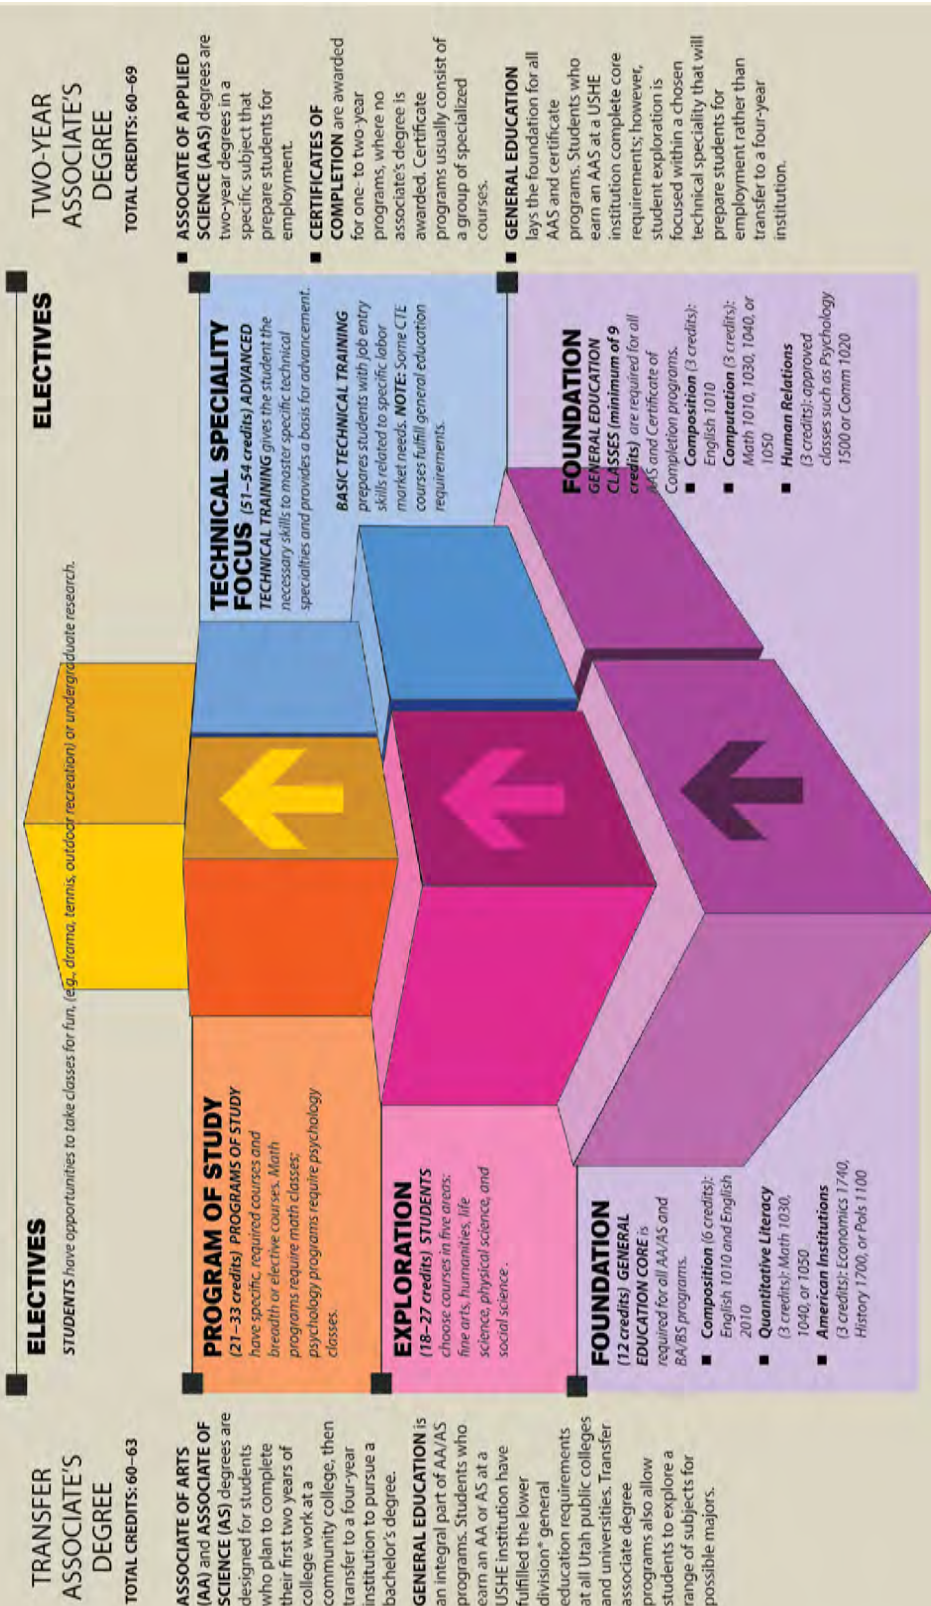 TRANSFER
ASSOCIATE'S
DEGREE
TOTAL CREDITS: 60–63
ASSOCIATE OF ARTS
(AA) and ASSOCIATE OF
SCIENCE (AS) degrees are
designed for students
who plan to complete
their first two years of
college work at a
community college, then
transfer to a four-year
institution to pursue a
bachelor's degree.
GENERAL EDUCATION is
an integral part of AA/AS
programs. Students who
earn an AA or AS at a
USHE institution have
fulfilled the lower
division* general
education requirements
at all Utah public colleges
and universities. Transfer
associate degree
programs also allow
students to explore a
range of subjects for
possible majors.
ELECTIVES
ELECTIVES
STUDENTS have opportunities to take classes for fun, (e.g., drama, tennis, outdoor recreation) or undergraduate research.
PROGRAM OF STUDY
(21–33 credits) PROGRAMS OF STUDY
have specific, required courses and
breadth or elective courses. Math
programs require math classes;
psychology programs require psychology
classes.
EXPLORATION
(18–27 credits) STUDENTS
choose courses in five areas:
fine arts, humanities, life
science, physical science, and
social science .
FOUNDATION
(12 credits) GENERAL
EDUCATION CORE is
required for all AA/AS and
BA/BS programs.
■ Composition (6 credits):
English 1010 and English
2010
■ Quantitative Literacy
(3 credits): Math 1030,
1040, or 1050
■ American Institutions
(3 credits): Economics 1740,
History 1700, or Pols 1100
TECHNICAL SPECIALITY
FOCUS (51–54 credits) ADVANCED
TECHNICAL TRAINING gives the student the
necessary skills to master specific technical
specialties and provides a basis for advancement.
BASIC TECHNICAL TRAINING
prepares students with job entry
skills related to specific labor
market needs. NOTE: Some CTE
courses fulfill general education
requirements.
FOUNDATION
GENERAL EDUCATION
CLASSES (minimum of 9
credits) are required for all
AAS and Certificate of
Completion programs.
■ Composition (3 credits):
English 1010
■ Computation (3 credits):
Math 1010, 1030, 1040, or
1050
■ Human Relations
(3 credits): approved
classes such as Psychology
1500 or Comm 1020
TWO-YEAR
ASSOCIATE'S
DEGREE
TOTAL CREDITS: 60–69
■ ASSOCIATE OF APPLIED
SCIENCE (AAS) degrees are
two-year degrees in a
specific subject that
prepare students for
employment.
■ CERTIFICATES OF
COMPLETION are awarded
for one- to two-year
programs, where no
associate's degree is
awarded. Certificate
programs usually consist of
a group of specialized
courses.
■ GENERAL EDUCATION
lays the foundation for all
AAS and certificate
programs. Students who
earn an AAS at a USHE
institution complete core
requirements; however,
student exploration is
focused within a chosen
technical speciality that will
prepare students for
employment rather than
transfer to a four-year
institution.